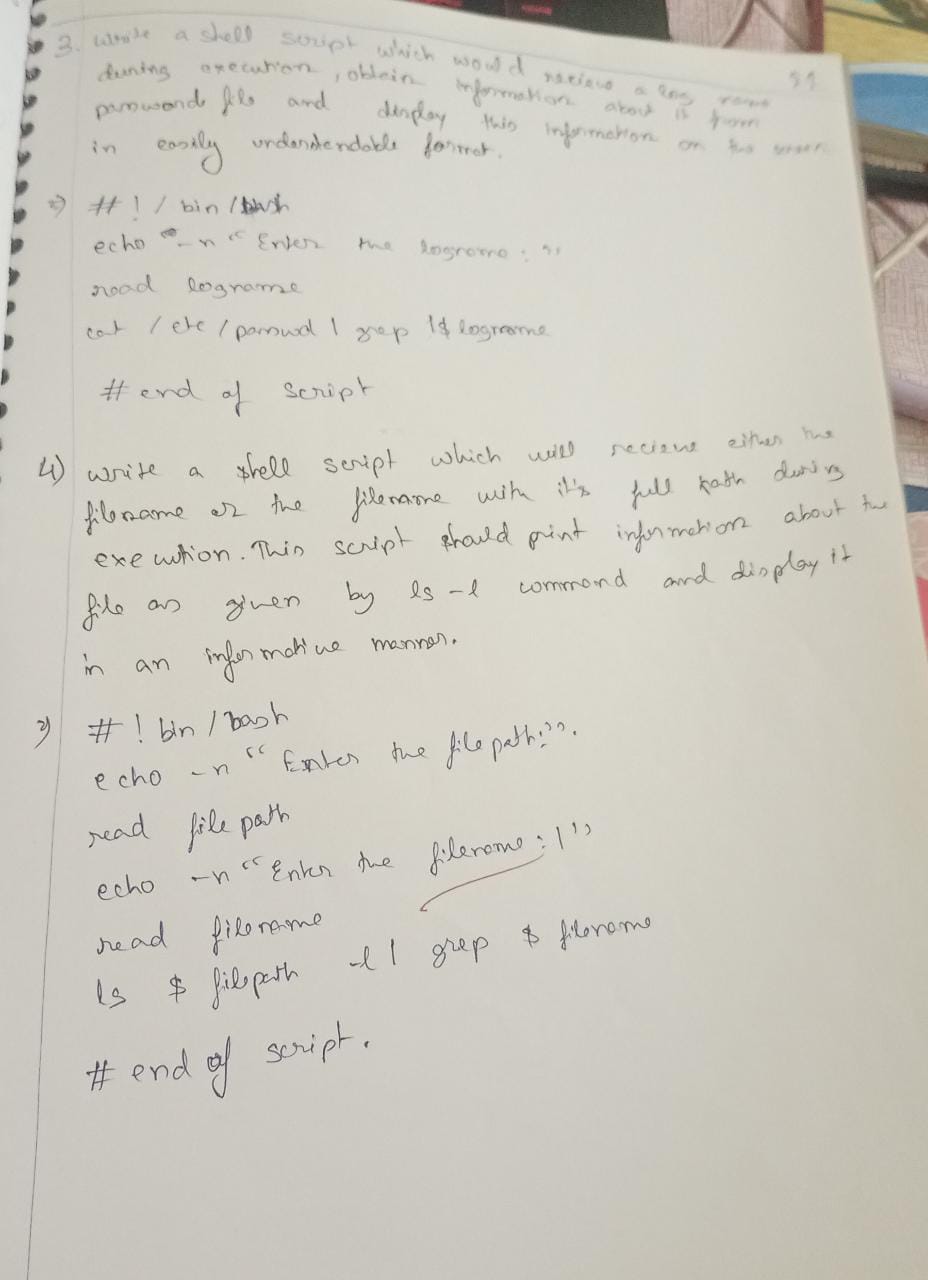 3. Write a shell script which would recieve a log name
during execution, obtain information about it from
password file and display this information on the screen
in easily understandable format.
#!/bin/bash
echo -n "Enter the logname: "
read logname
cat /etc/passwd | grep $logname
# end of script
4) write a shell script which will recieve either the
filename or the filename with it's full path during
execution. This script should print information about the
file as given by ls -l command and display it
in an informative manner.
#! bin/bash
echo -n "Enter the file path:".
read file path
echo -n "Enter the filename:"
read filename
ls $ filepath -l | grep $ filename
# end of script.